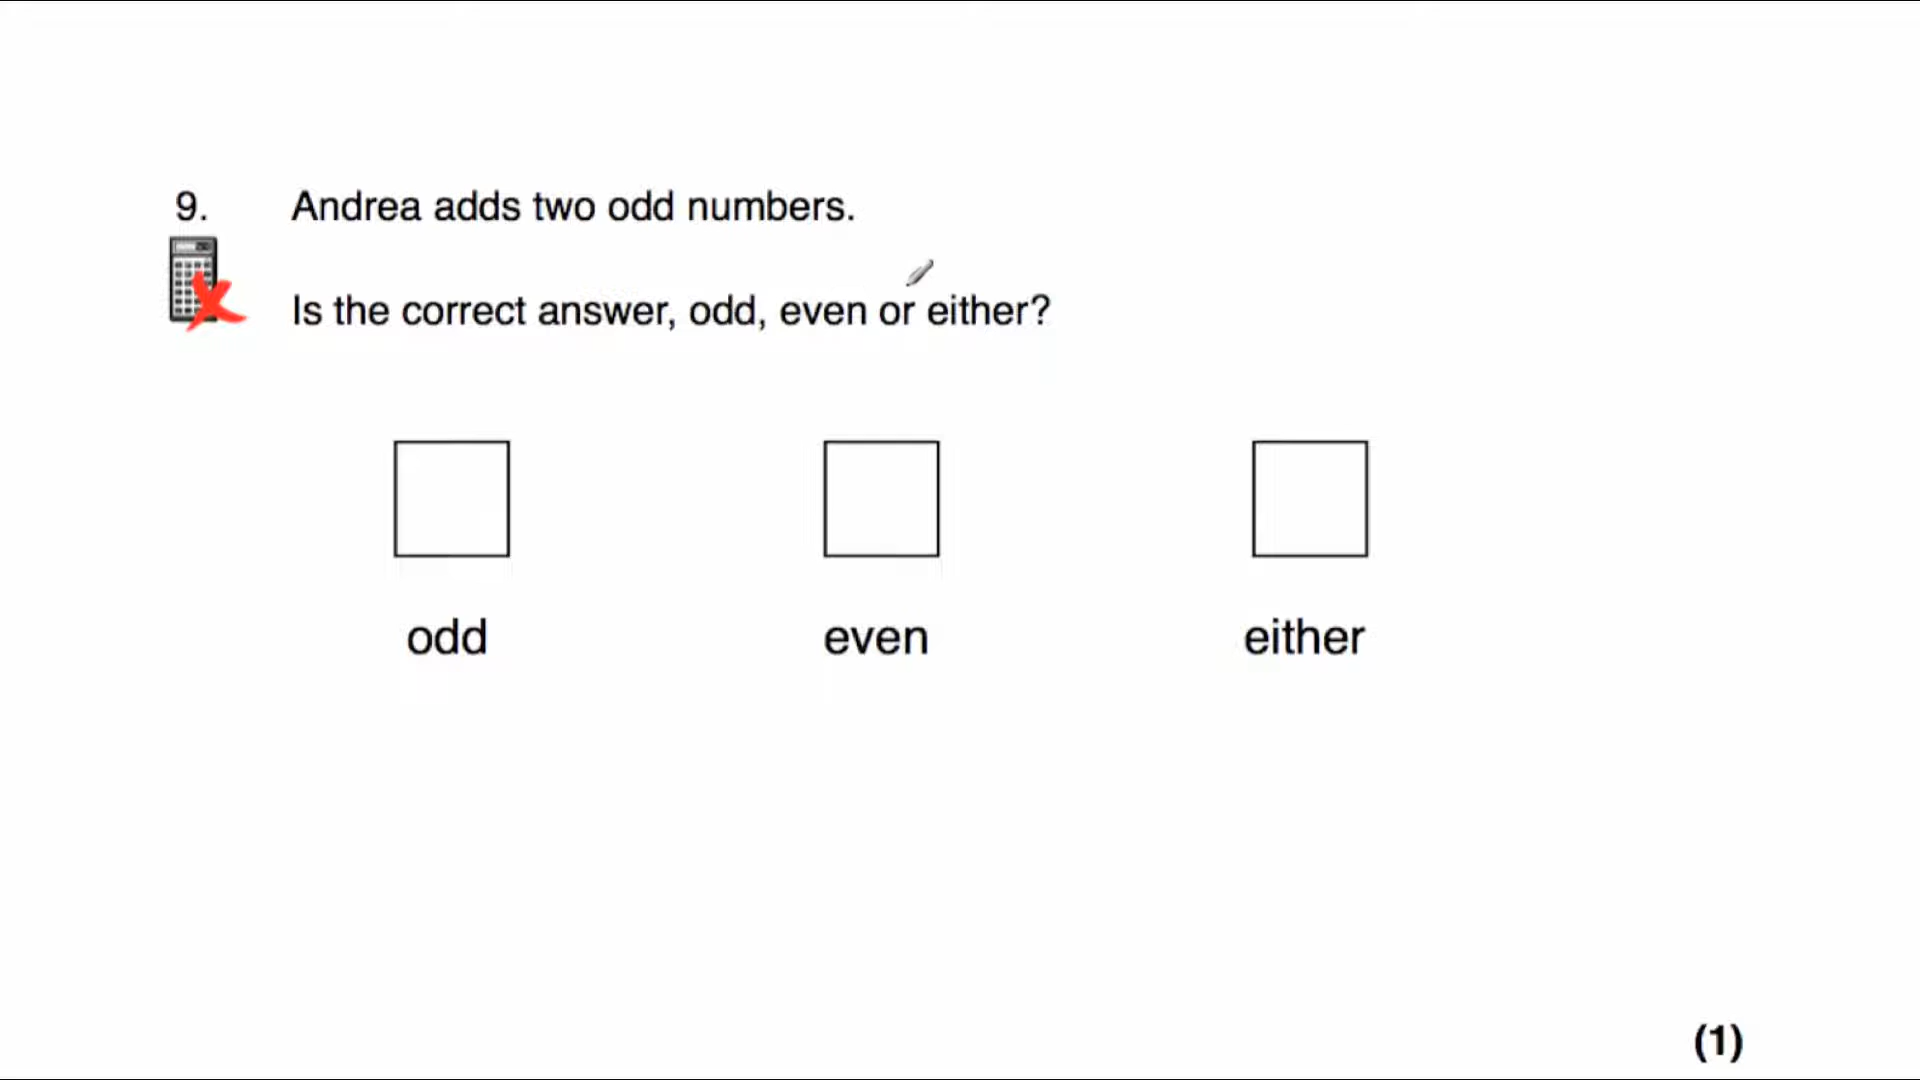 9. Andrea adds two odd numbers.
Is the correct answer, odd, even or either?
odd even either
(1)